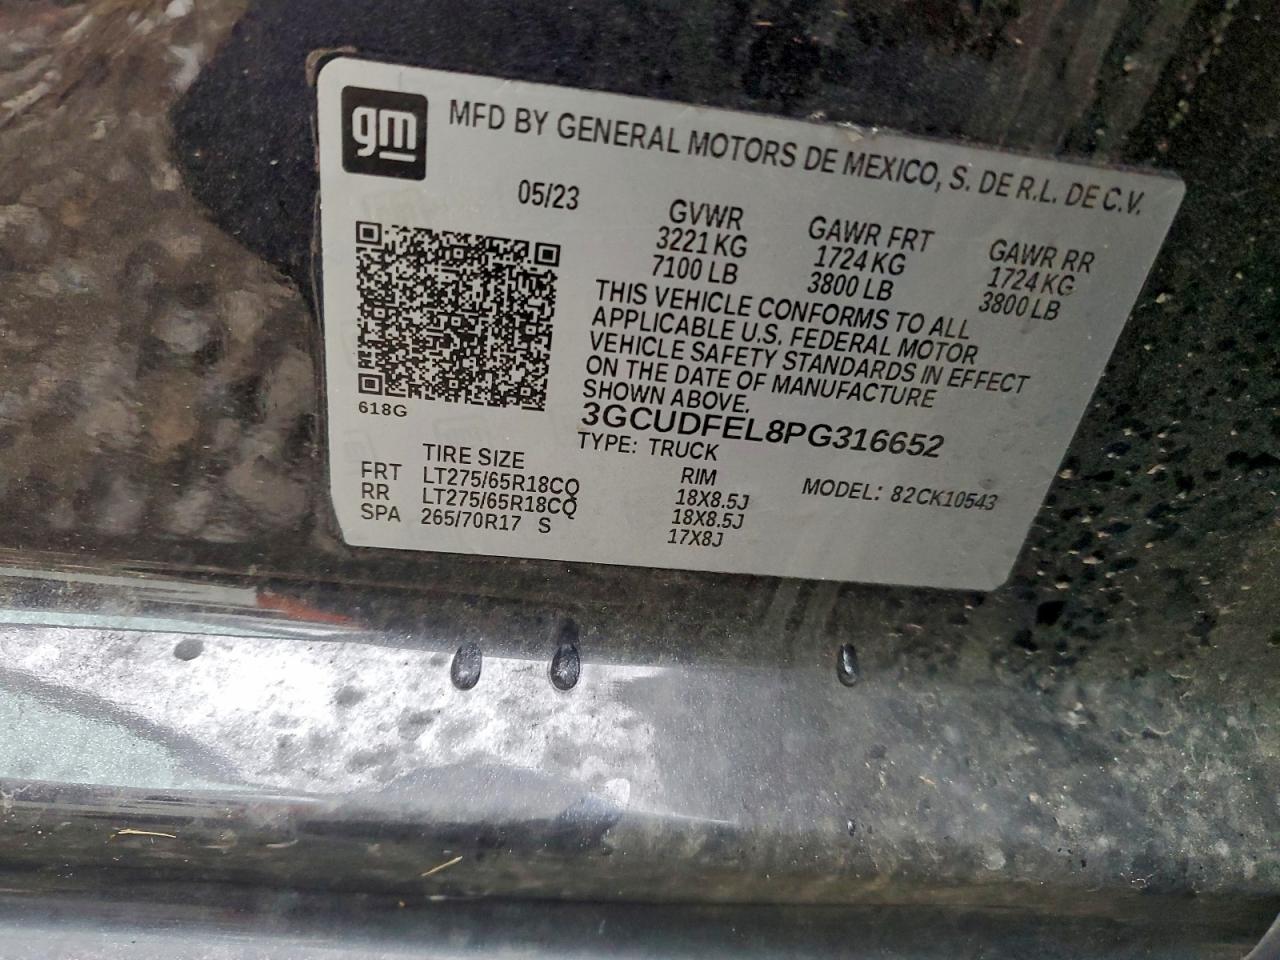 gm
MFD BY GENERAL MOTORS DE MEXICO, S. DE R.L. DE C.V.
05/23
GVWR GAWR FRT GAWR RR
3221 KG 1724 KG 1724 KG
7100 LB 3800 LB 3800 LB
THIS VEHICLE CONFORMS TO ALL
APPLICABLE U.S. FEDERAL MOTOR
VEHICLE SAFETY STANDARDS IN EFFECT
ON THE DATE OF MANUFACTURE
SHOWN ABOVE.
618G
3GCUDFEL8PG316652
TYPE: TRUCK
MODEL: 82CK10543
TIRE SIZE RIM
FRT LT275/65R18CQ 18X8.5J
RR LT275/65R18CQ 18X8.5J
SPA 265/70R17 S 17X8J